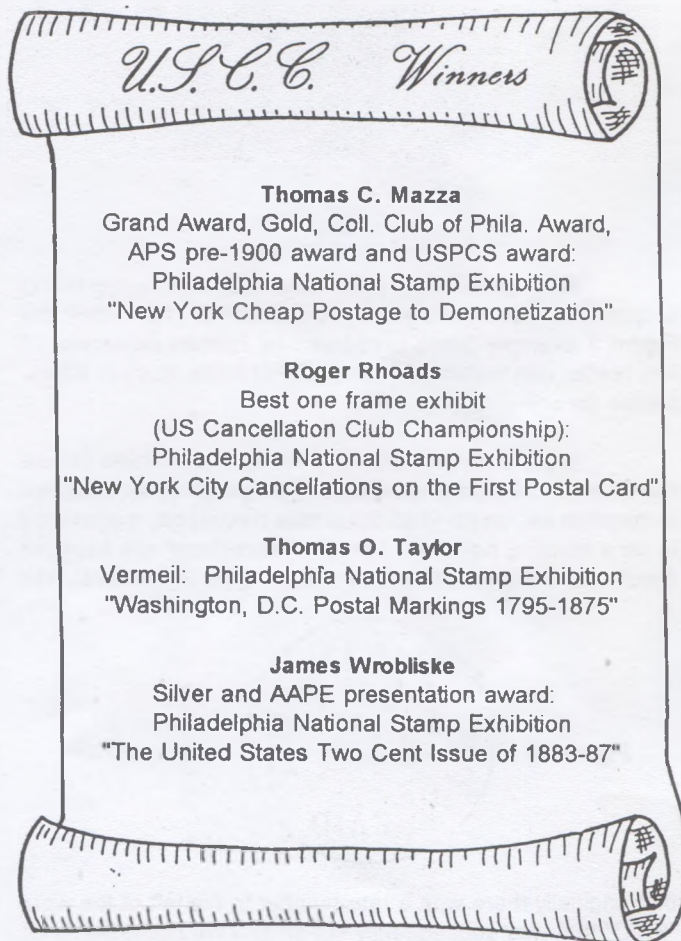 U.S.C.C. Winners
Thomas C. Mazza
Grand Award, Gold, Coll. Club of Phila. Award,
APS pre-1900 award and USPCS award:
Philadelphia National Stamp Exhibition
"New York Cheap Postage to Demonetization"
Roger Rhoads
Best one frame exhibit
(US Cancellation Club Championship):
Philadelphia National Stamp Exhibition
"New York City Cancellations on the First Postal Card"
Thomas O. Taylor
Vermeil: Philadelphia National Stamp Exhibition
"Washington, D.C. Postal Markings 1795-1875"
James Wrobliske
Silver and AAPE presentation award:
Philadelphia National Stamp Exhibition
"The United States Two Cent Issue of 1883-87"